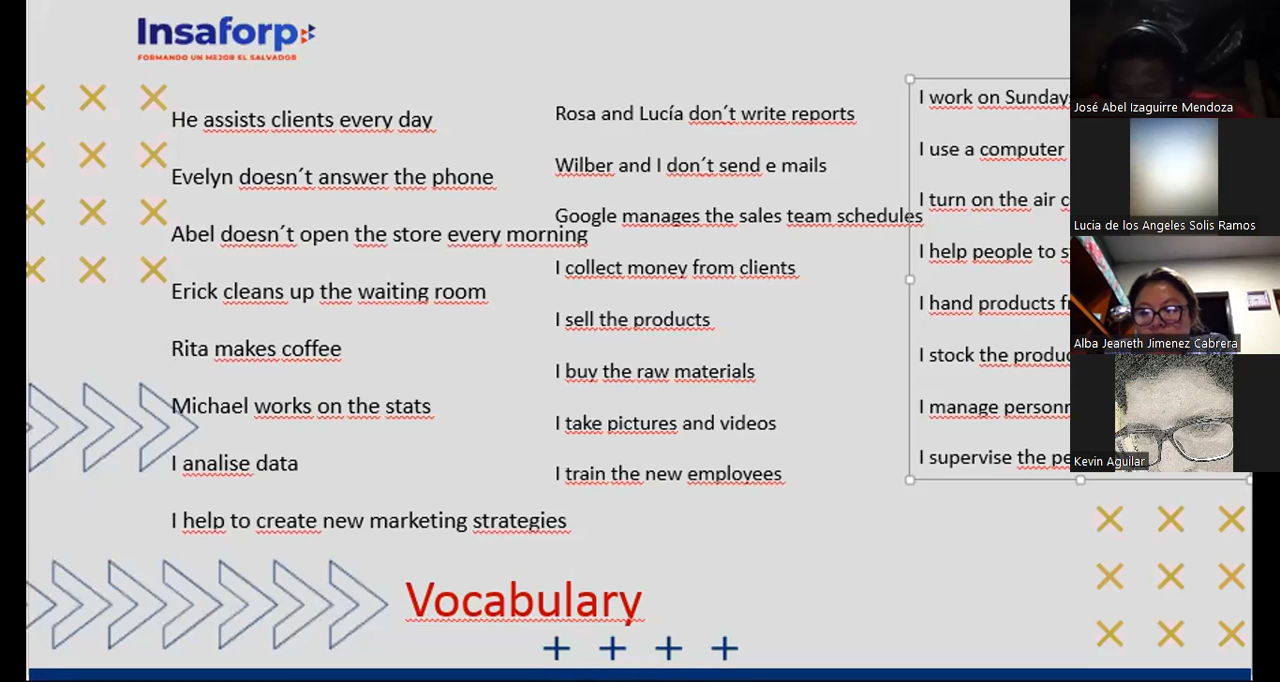 Insaforp
FORMANDO UN MEJOR EL SALVADOR
He assists clients every day
Evelyn doesn´t answer the phone
Abel doesn´t open the store every morning
Erick cleans up the waiting room
Rita makes coffee
Michael works on the stats
I analise data
I help to create new marketing strategies
Rosa and Lucía don´t write reports
Wilber and I don´t send e mails
Google manages the sales team schedules
I collect money from clients
I sell the products
I buy the raw materials
I take pictures and videos
I train the new employees
I work on Sunday
I use a computer
I turn on the air
I help people to
I hand products
I stock the
I manage
I supervise the
Vocabulary
José Abel Izaguirre Mendoza
Lucia de los Angeles Solis Ramos
Alba Jeaneth Jimenez Cabrera
Kevin Aguilar